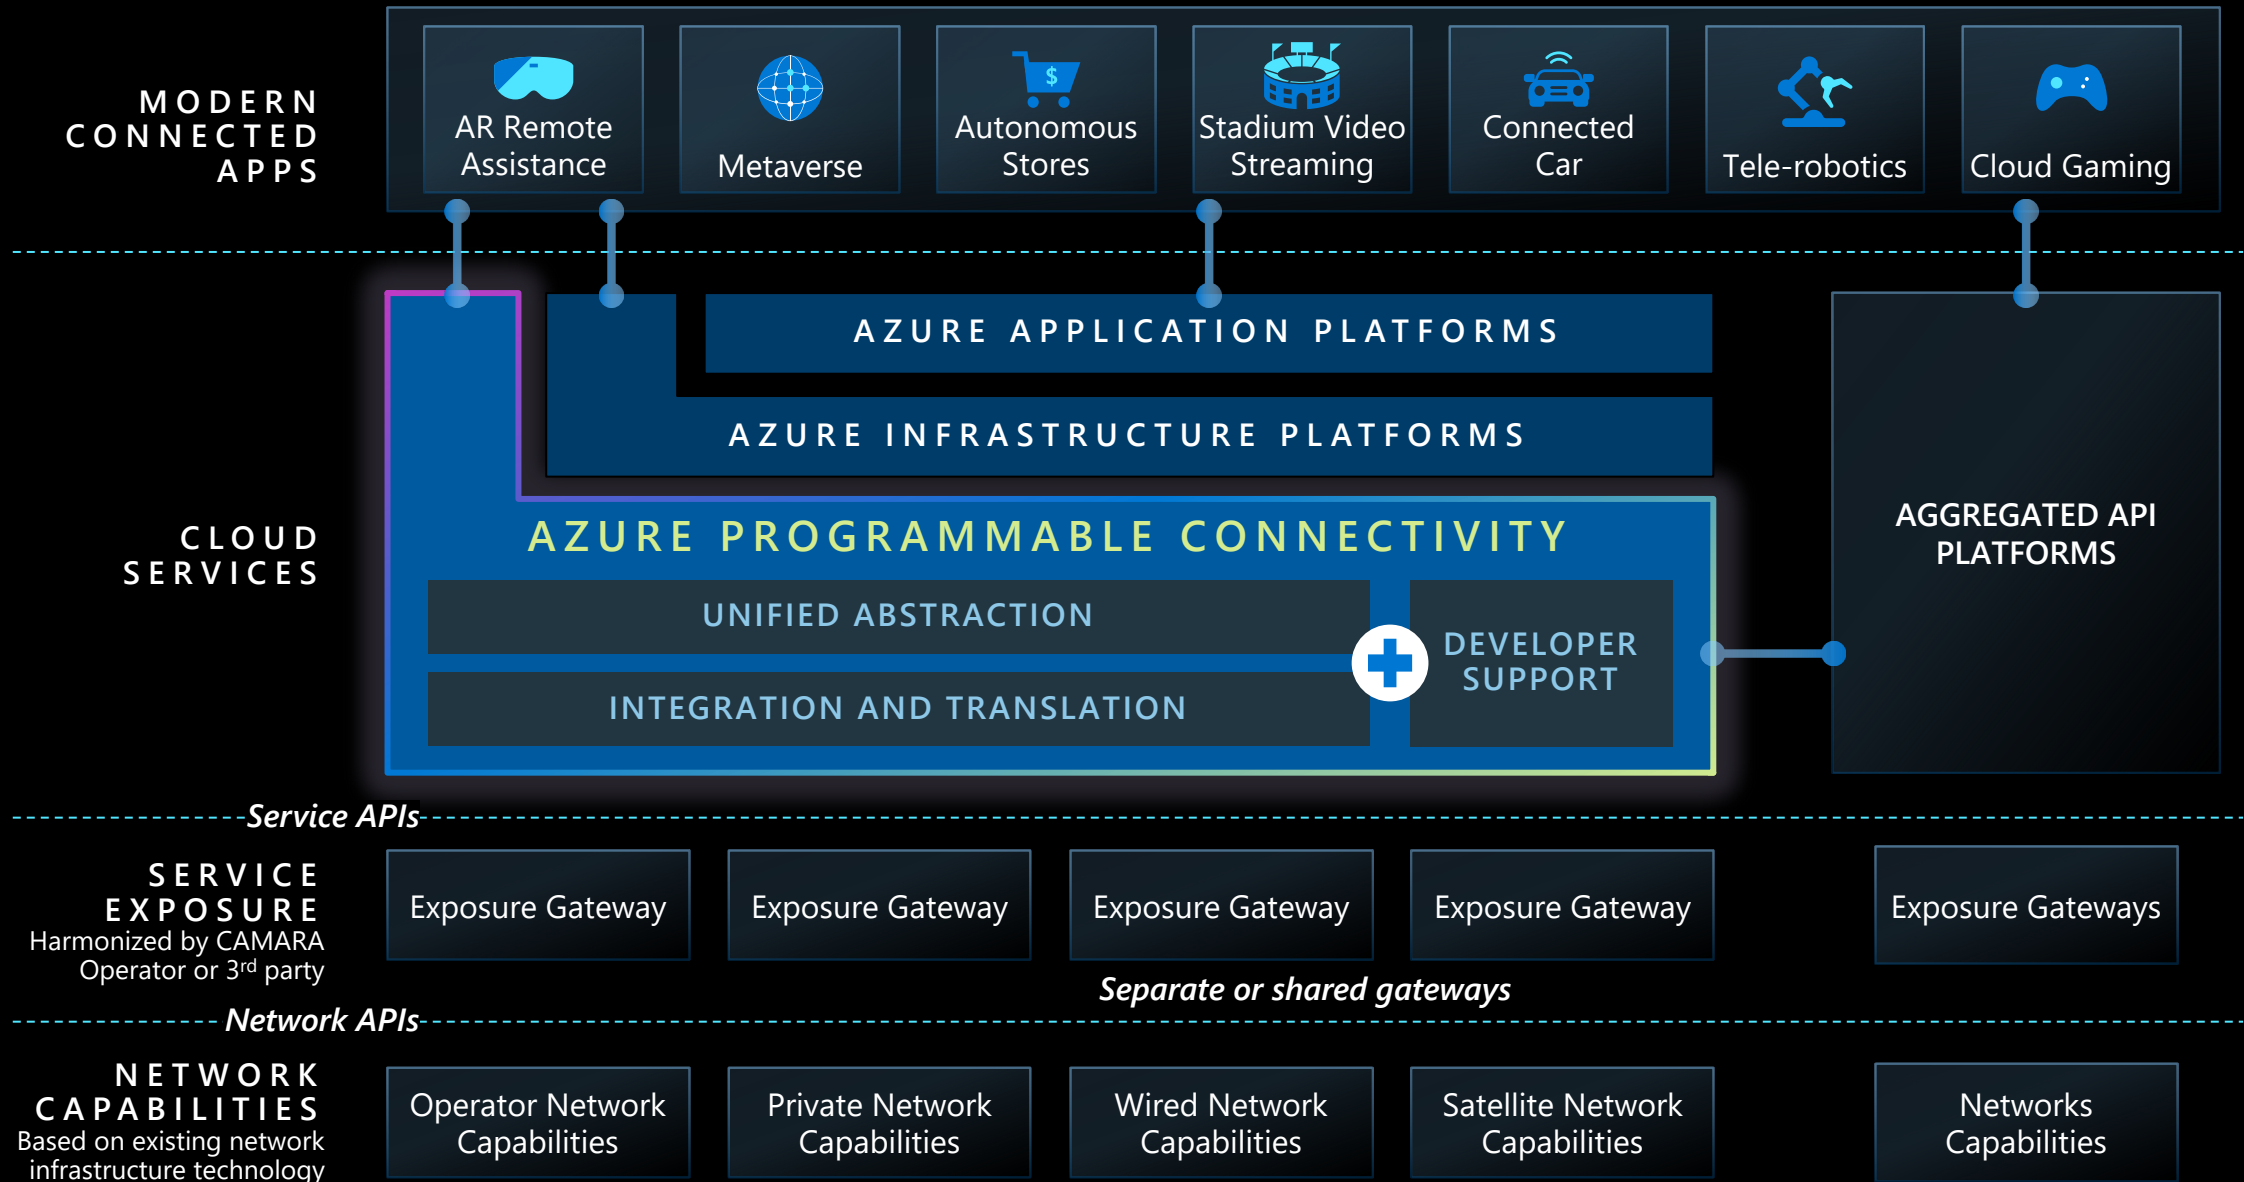 MODERN
CONNECTED
APPS
AR Remote
Assistance
Metaverse
$
Autonomous
Stores
Stadium Video
Streaming
Connected
Car
Tele-robotics
Cloud Gaming
CLOUD
SERVICES
AZURE APPLICATION PLATFORMS
AZURE INFRASTRUCTURE PLATFORMS
AZURE PROGRAMMABLE CONNECTIVITY
UNIFIED ABSTRACTION
INTEGRATION AND TRANSLATION
DEVELOPER
SUPPORT
AGGREGATED API
PLATFORMS
Service APIs
SERVICE
EXPOSURE
Harmonized by CAMARA
Operator or 3rd party
Exposure Gateway
Exposure Gateway
Exposure Gateway
Exposure Gateway
Exposure Gateways
Separate or shared gateways
Network APIs
NETWORK
CAPABILITIES
Based on existing network
infrastructure technology
Operator Network
Capabilities
Private Network
Capabilities
Wired Network
Capabilities
Satellite Network
Capabilities
Networks
Capabilities